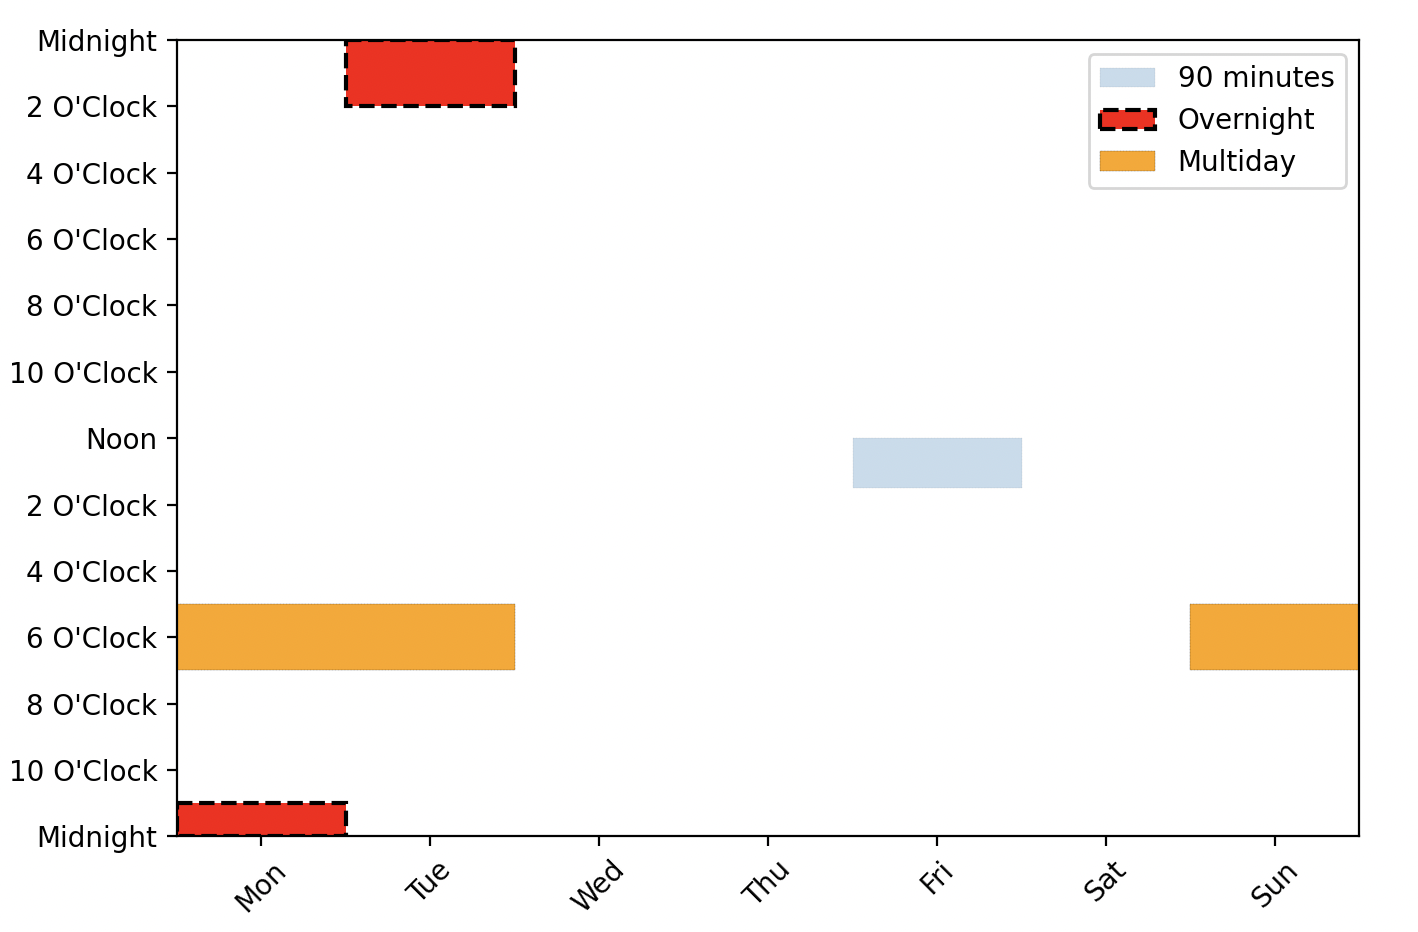 Midnight
2 O'Clock
4 O'Clock
6 O'Clock
8 O'Clock
10 O'Clock
Noon
2 O'Clock
4 O'Clock
6 O'Clock
8 O'Clock
10 O'Clock
Midnight
90 minutes
Overnight
Multiday
Mon Tue Wed Thu Fri Sat Sun